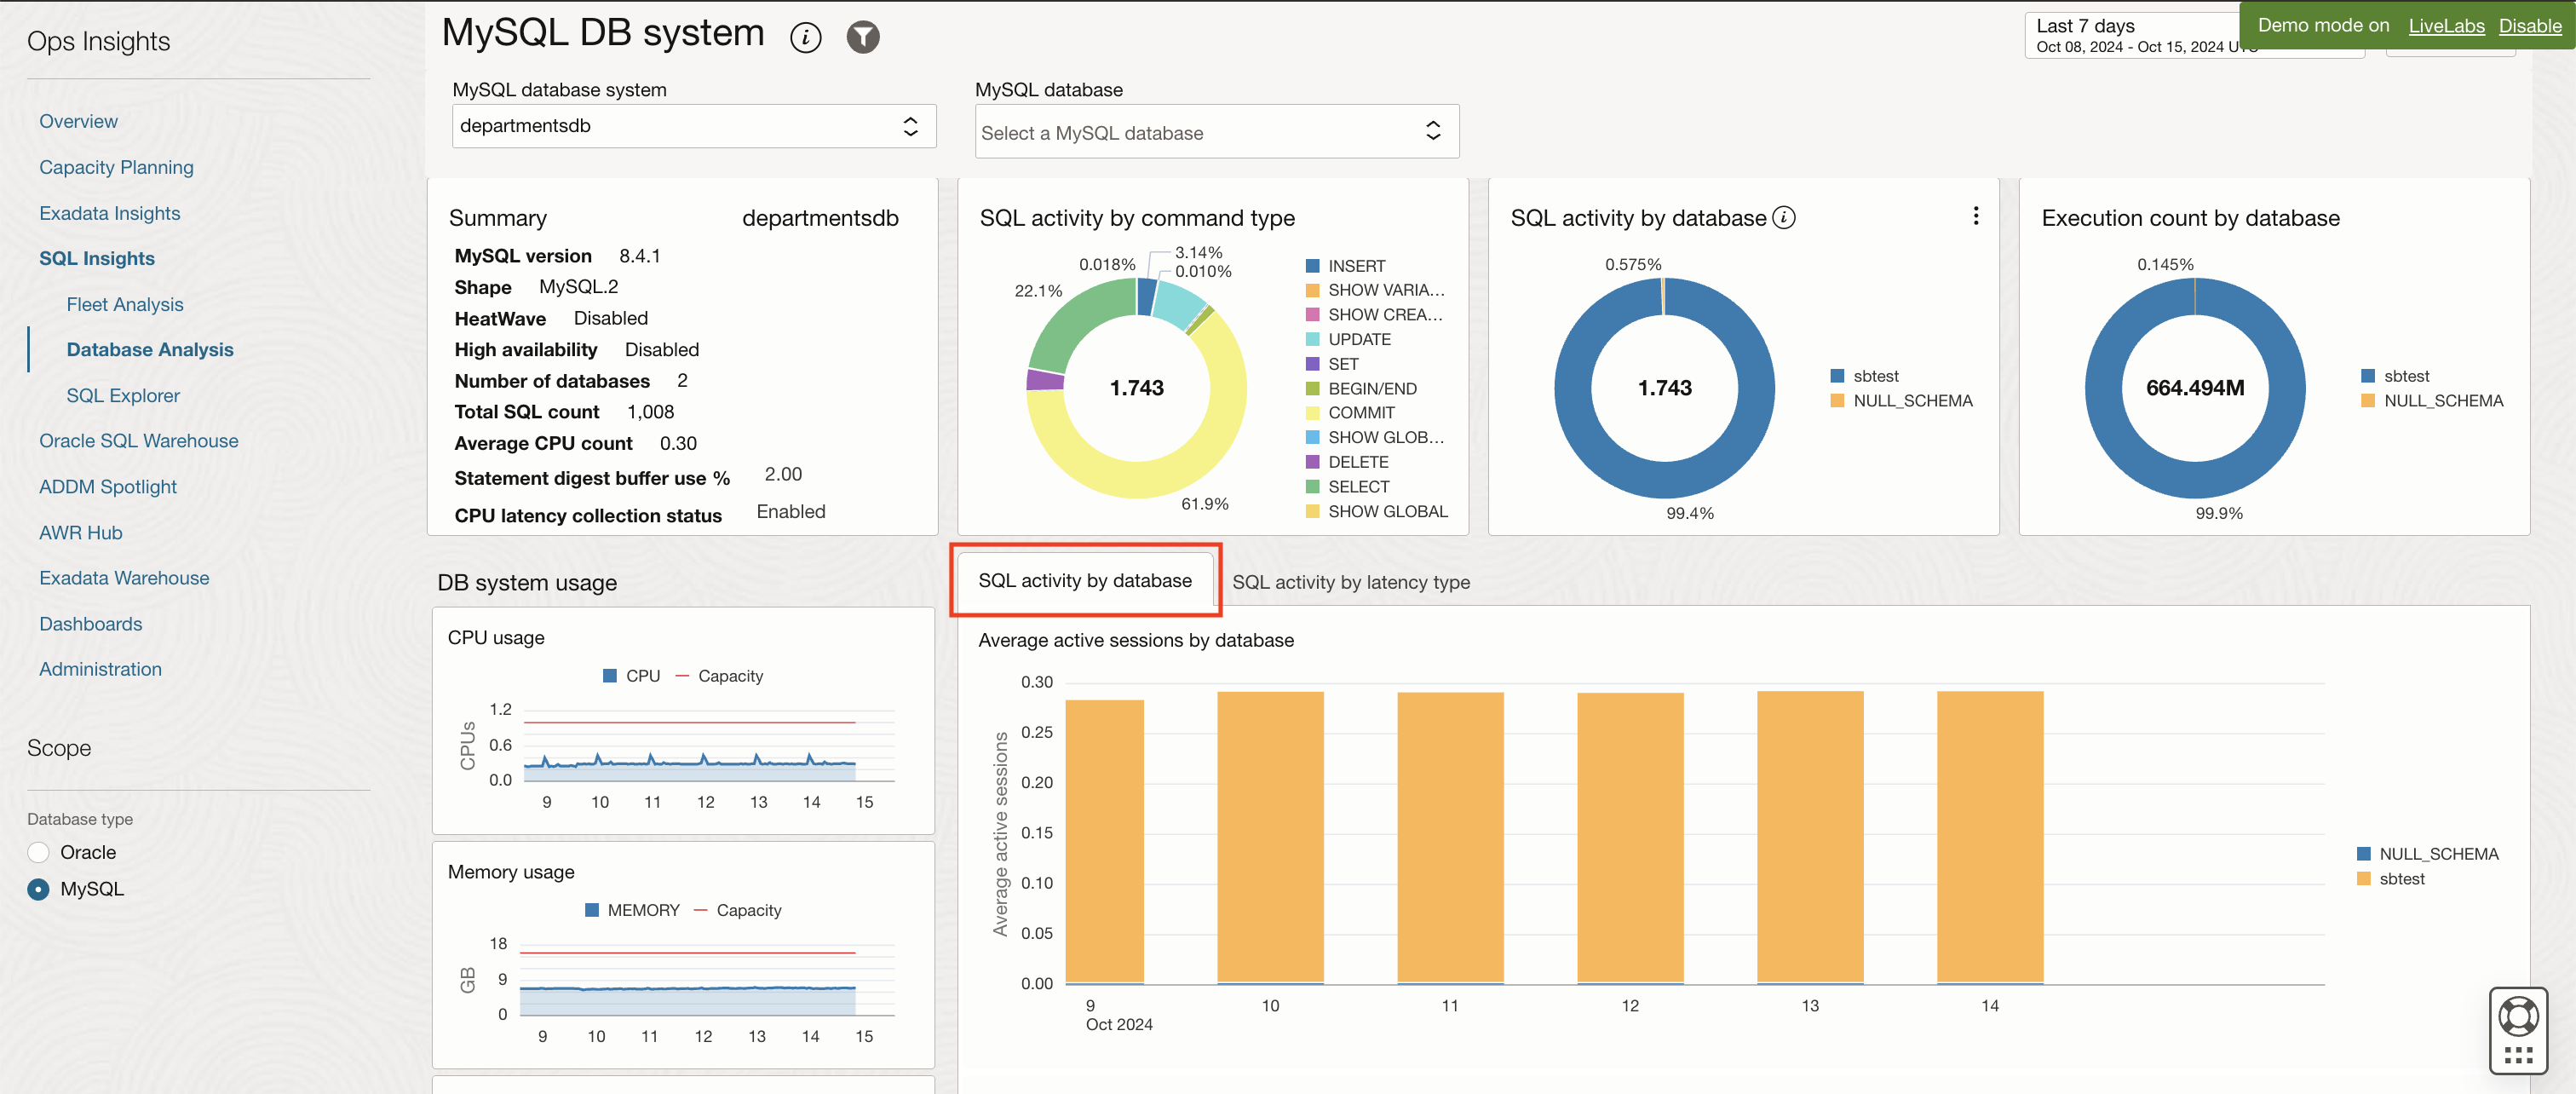 Ops Insights
Overview
Capacity Planning
Exadata Insights
SQL Insights
Fleet Analysis
Database Analysis
SQL Explorer
Oracle SQL Warehouse
ADDM Spotlight
AWR Hub
Exadata Warehouse
Dashboards
Administration
Scope
Database type
Oracle
MySQL
MySQL DB system
Last 7 days
Oct 08, 2024 - Oct 15, 2024
Demo mode on LiveLabs Disable
MySQL database system
departmentsdb
MySQL database
Select a MySQL database
Summary departmentsdb
MySQL version 8.4.1
Shape MySQL.2
HeatWave Disabled
High availability Disabled
Number of databases 2
Total SQL count 1,008
Average CPU count 0.30
Statement digest buffer use % 2.00
CPU latency collection status Enabled
SQL activity by command type
3.14%
0.018%
0.010%
22.1%
1.743
61.9%
INSERT
SHOW VARIA...
SHOW CREA...
UPDATE
SET
BEGIN/END
COMMIT
SHOW GLOB...
DELETE
SELECT
SHOW GLOBAL
SQL activity by database
0.575%
1.743
99.4%
sbtest
NULL_SCHEMA
Execution count by database
0.145%
664.494M
99.9%
sbtest
NULL_SCHEMA
DB system usage
CPU usage
CPU Capacity
CPUs
1.2
0.6
0.0
9 10 11 12 13 14 15
Memory usage
MEMORY Capacity
GB
18
9
0
9 10 11 12 13 14 15
SQL activity by database SQL activity by latency type
Average active sessions by database
Average active sessions
0.30
0.25
0.20
0.15
0.10
0.05
0.00
9 10 11 12 13 14
Oct 2024
NULL_SCHEMA
sbtest